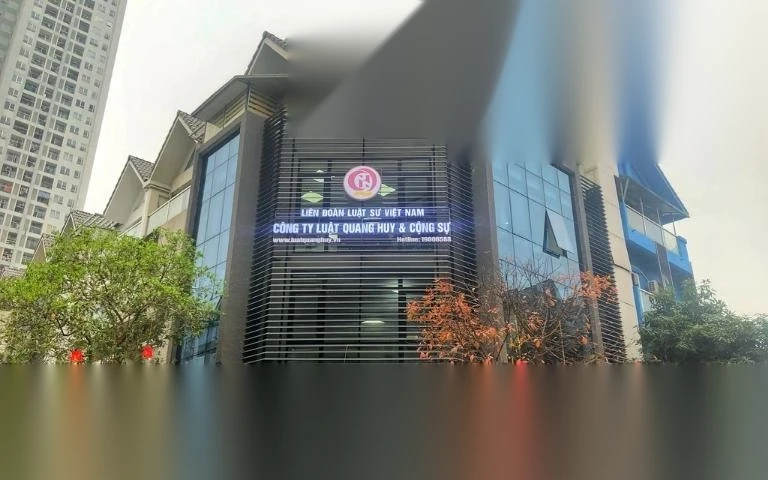 LIÊN ĐOÀN LUẬT SƯ VIỆT NAM
CÔNG TY LUẬT QUANG HUY & CỘNG SỰ
www.luatquanghuy.vn Hotline: 19006588